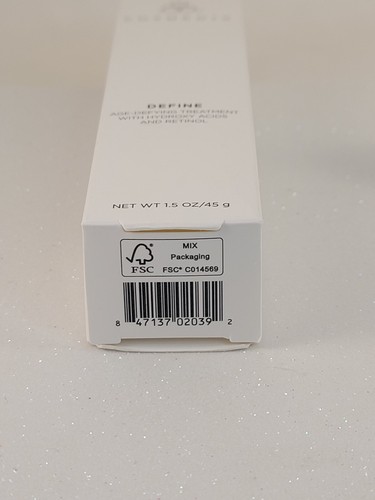 DEFINE
AGE-DEFYING TREATMENT
WITH HYDROXY ACIDS
AND RETINOL
NET WT 1.5 OZ/45 g
MIX
Packaging
FSC
FSC® C014569
8 47137 02039 2